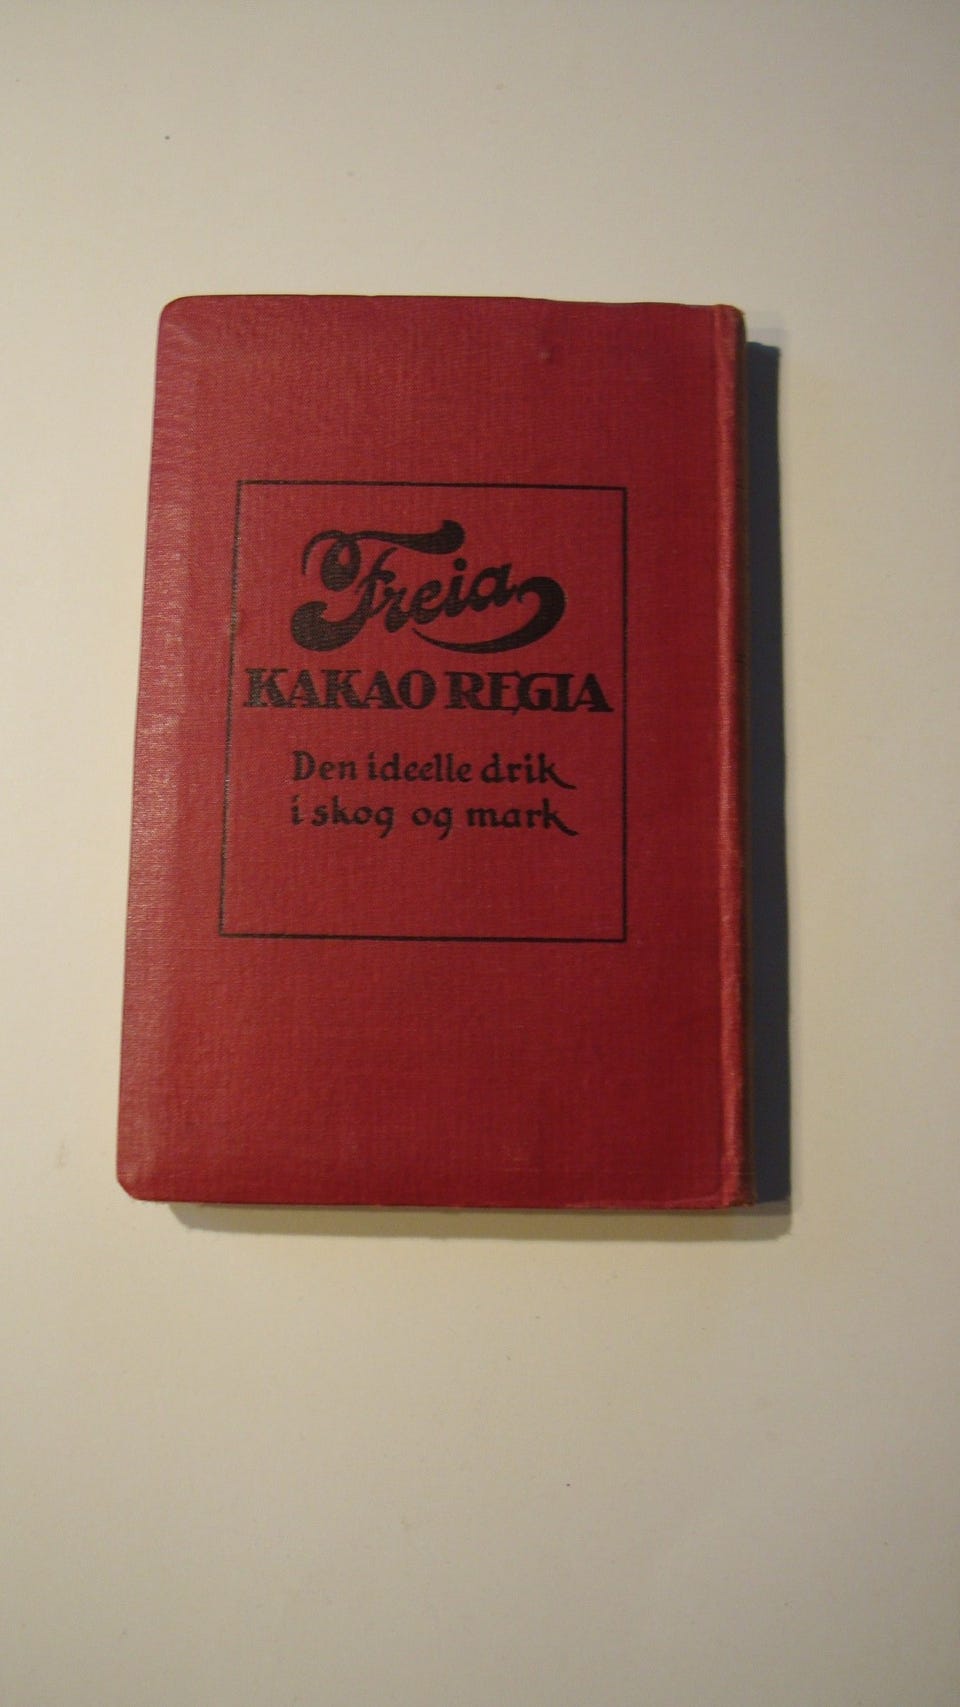 Freia
KAKAO REGIA
Den ideelle drik
i skog og mark